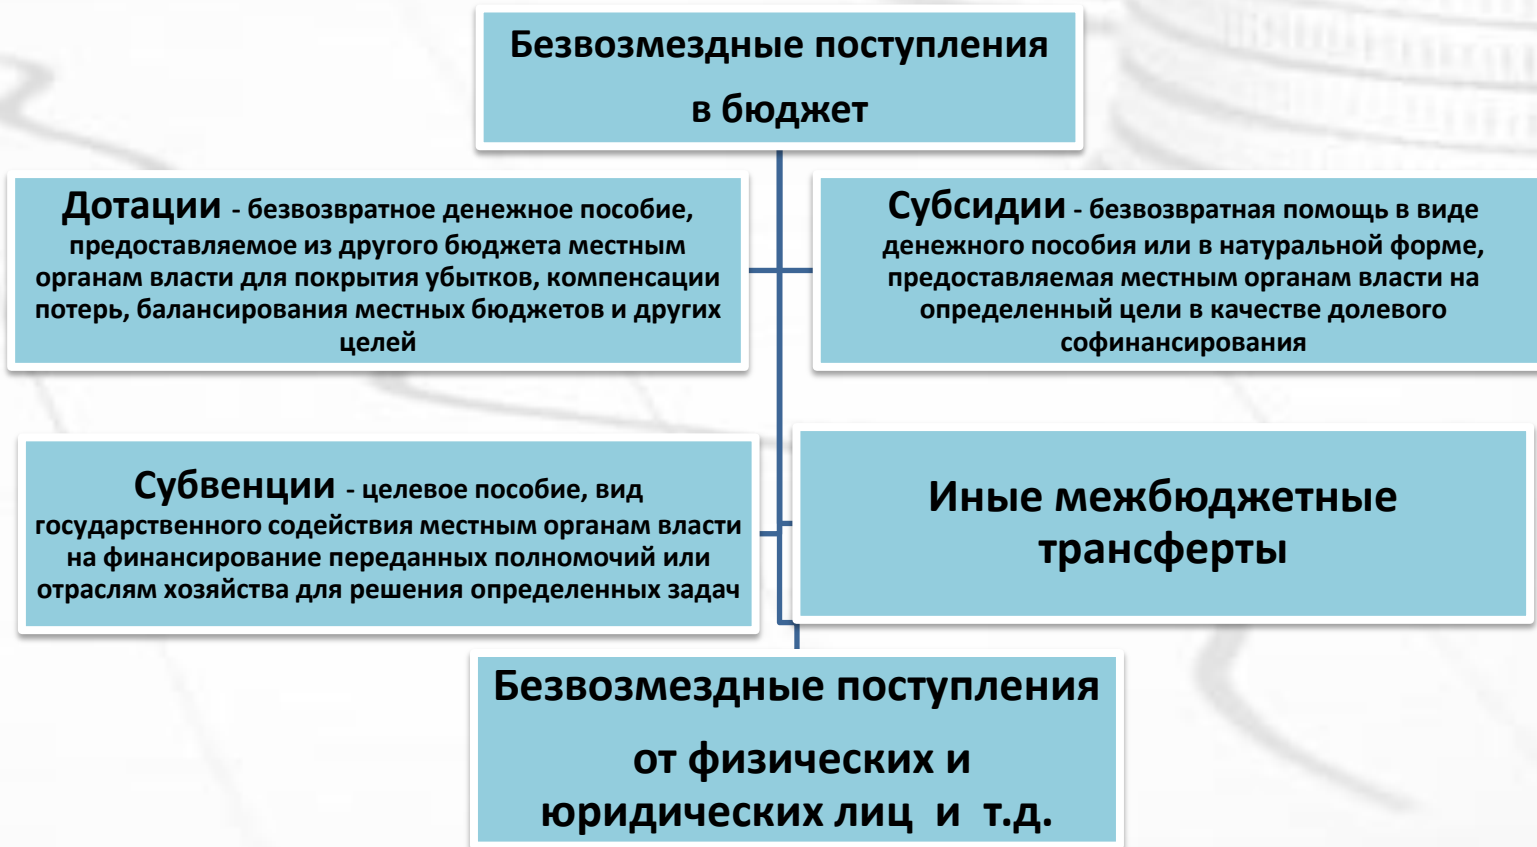 Безвозмездные поступления
в бюджет
Дотации - безвозвратное денежное пособие,
предоставляемое из другого бюджета местным
органам власти для покрытия убытков, компенсации
потерь, балансирования местных бюджетов и других
целей
Субсидии - безвозвратная помощь в виде
денежного пособия или в натуральной форме,
предоставляемая местным органам власти на
определенный цели в качестве долевого
софинансирования
Субвенции - целевое пособие, вид
государственного содействия местным органам власти
на финансирование переданных полномочий или
отраслям хозяйства для решения определенных задач
Иные межбюджетные
трансферты
Безвозмездные поступления
от физических и
юридических лиц и т.д.